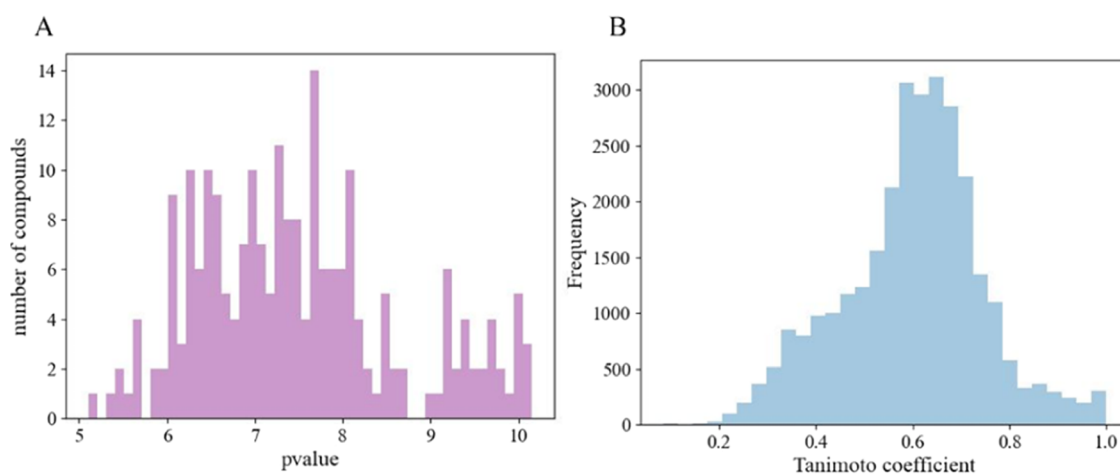 A
14
12
10
8
6
4
2
0
number of compounds
5 6 7 8 9 10
pvalue
B
3000
2500
2000
1500
1000
500
0
Frequency
0.2 0.4 0.6 0.8 1.0
Tanimoto coefficient